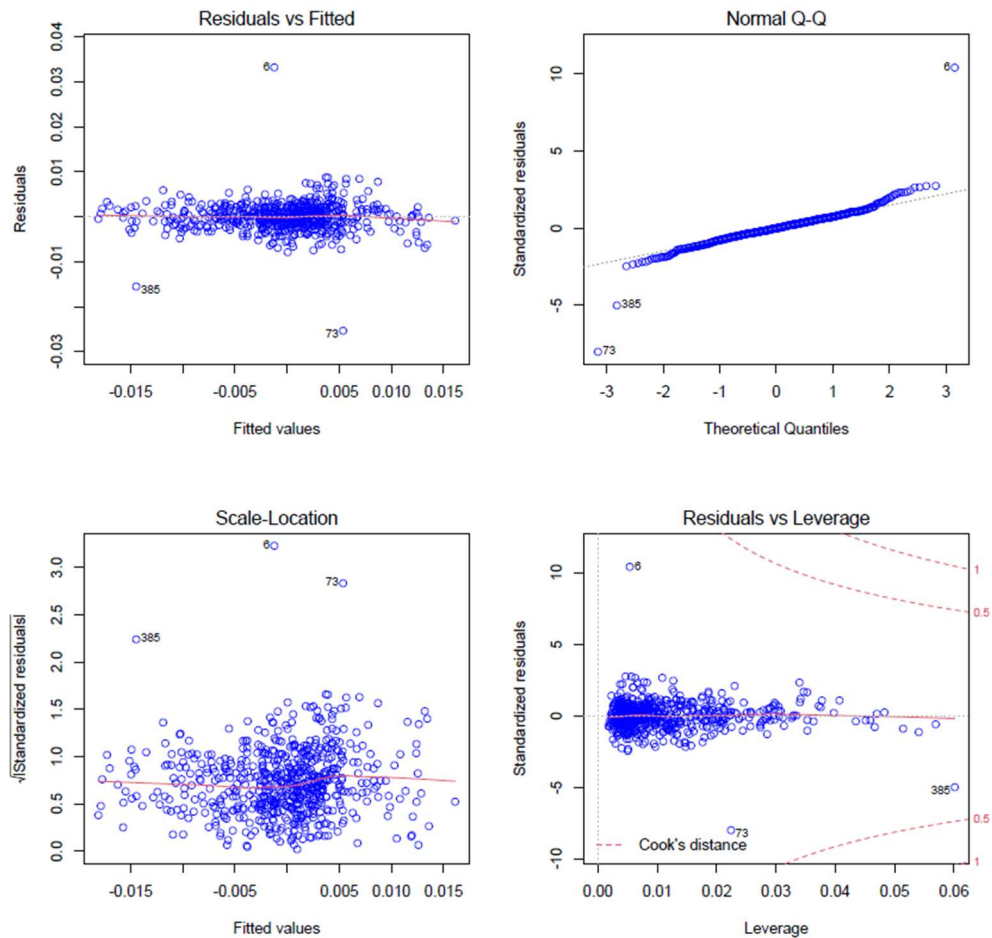 Residuals vs Fitted
0.04
0.03
0.01
-0.01
-0.03
Residuals
6
385
73
-0.015 -0.005 0.005 0.010 0.015
Fitted values
Normal Q-Q
10
5
0
-5
Standardized residuals
6
385
73
-3 -2 -1 0 1 2 3
Theoretical Quantiles
Scale-Location
3.0
2.5
2.0
1.5
1.0
0.5
0.0
√|Standardized residuals|
6
73
385
-0.015 -0.005 0.005 0.010 0.015
Fitted values
Residuals vs Leverage
10
5
0
-5
-10
Standardized residuals
6
1
0.5
385
73
0.5
Cook's distance
1
0.00 0.01 0.02 0.03 0.04 0.05 0.06
Leverage